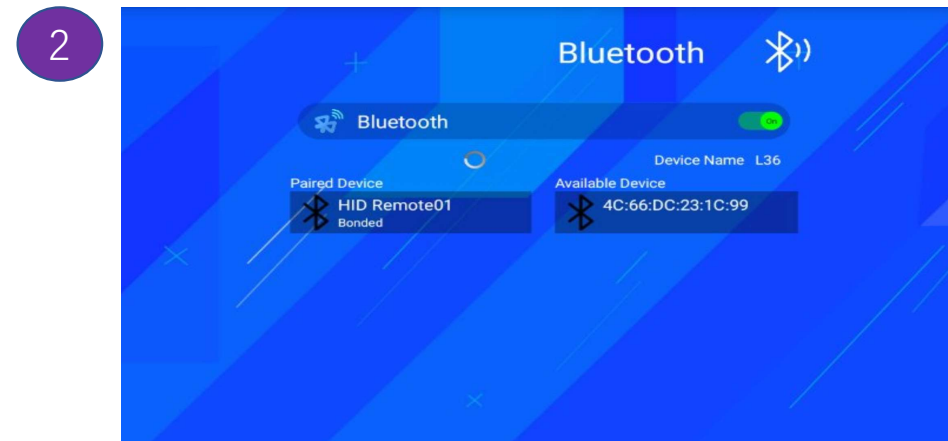 2
Bluetooth
Bluetooth On
Device Name L36
Paired Device
HID Remote01
Bonded
Available Device
4C:66:DC:23:1C:99